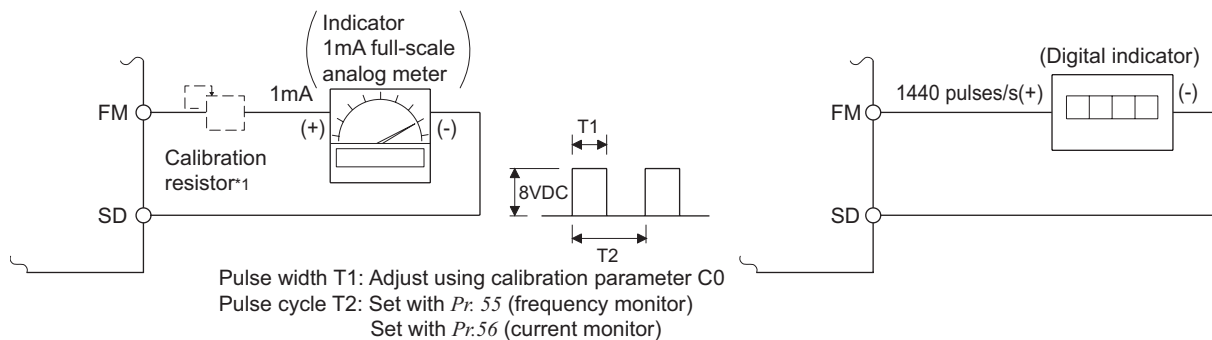 Indicator
1mA full-scale
analog meter
FM
1mA
(+)
(-)
Calibration
resistor*1
SD
T1
8VDC
T2
Pulse width T1: Adjust using calibration parameter C0
Pulse cycle T2: Set with Pr. 55 (frequency monitor)
Set with Pr.56 (current monitor)
(Digital indicator)
FM
1440 pulses/s(+)
(-)
SD